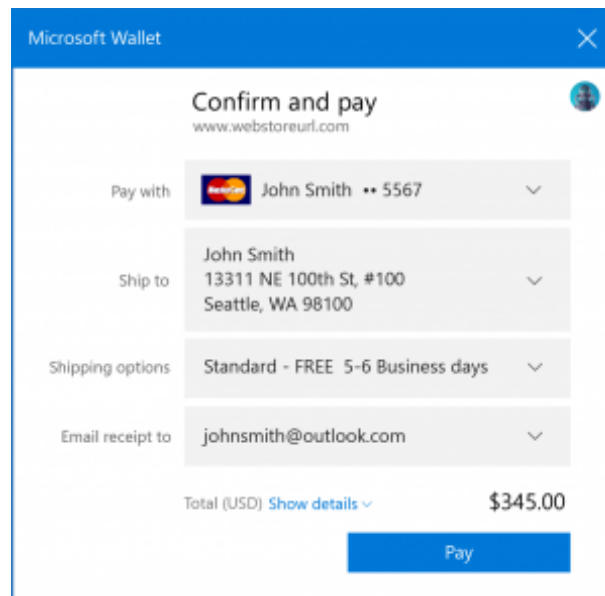 Microsoft Wallet
Confirm and pay
www.webstoreurl.com
Pay with
MasterCard John Smith •• 5567
Ship to
John Smith
13311 NE 100th St, #100
Seattle, WA 98100
Shipping options
Standard - FREE 5-6 Business days
Email receipt to
johnsmith@outlook.com
Total (USD) Show details
$345.00
Pay